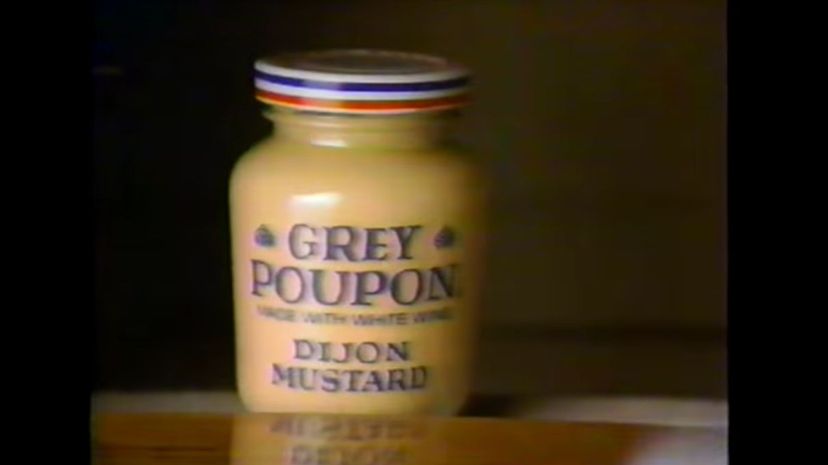 GREY
POUPON
MADE WITH WHITE WINE
DIJON
MUSTARD